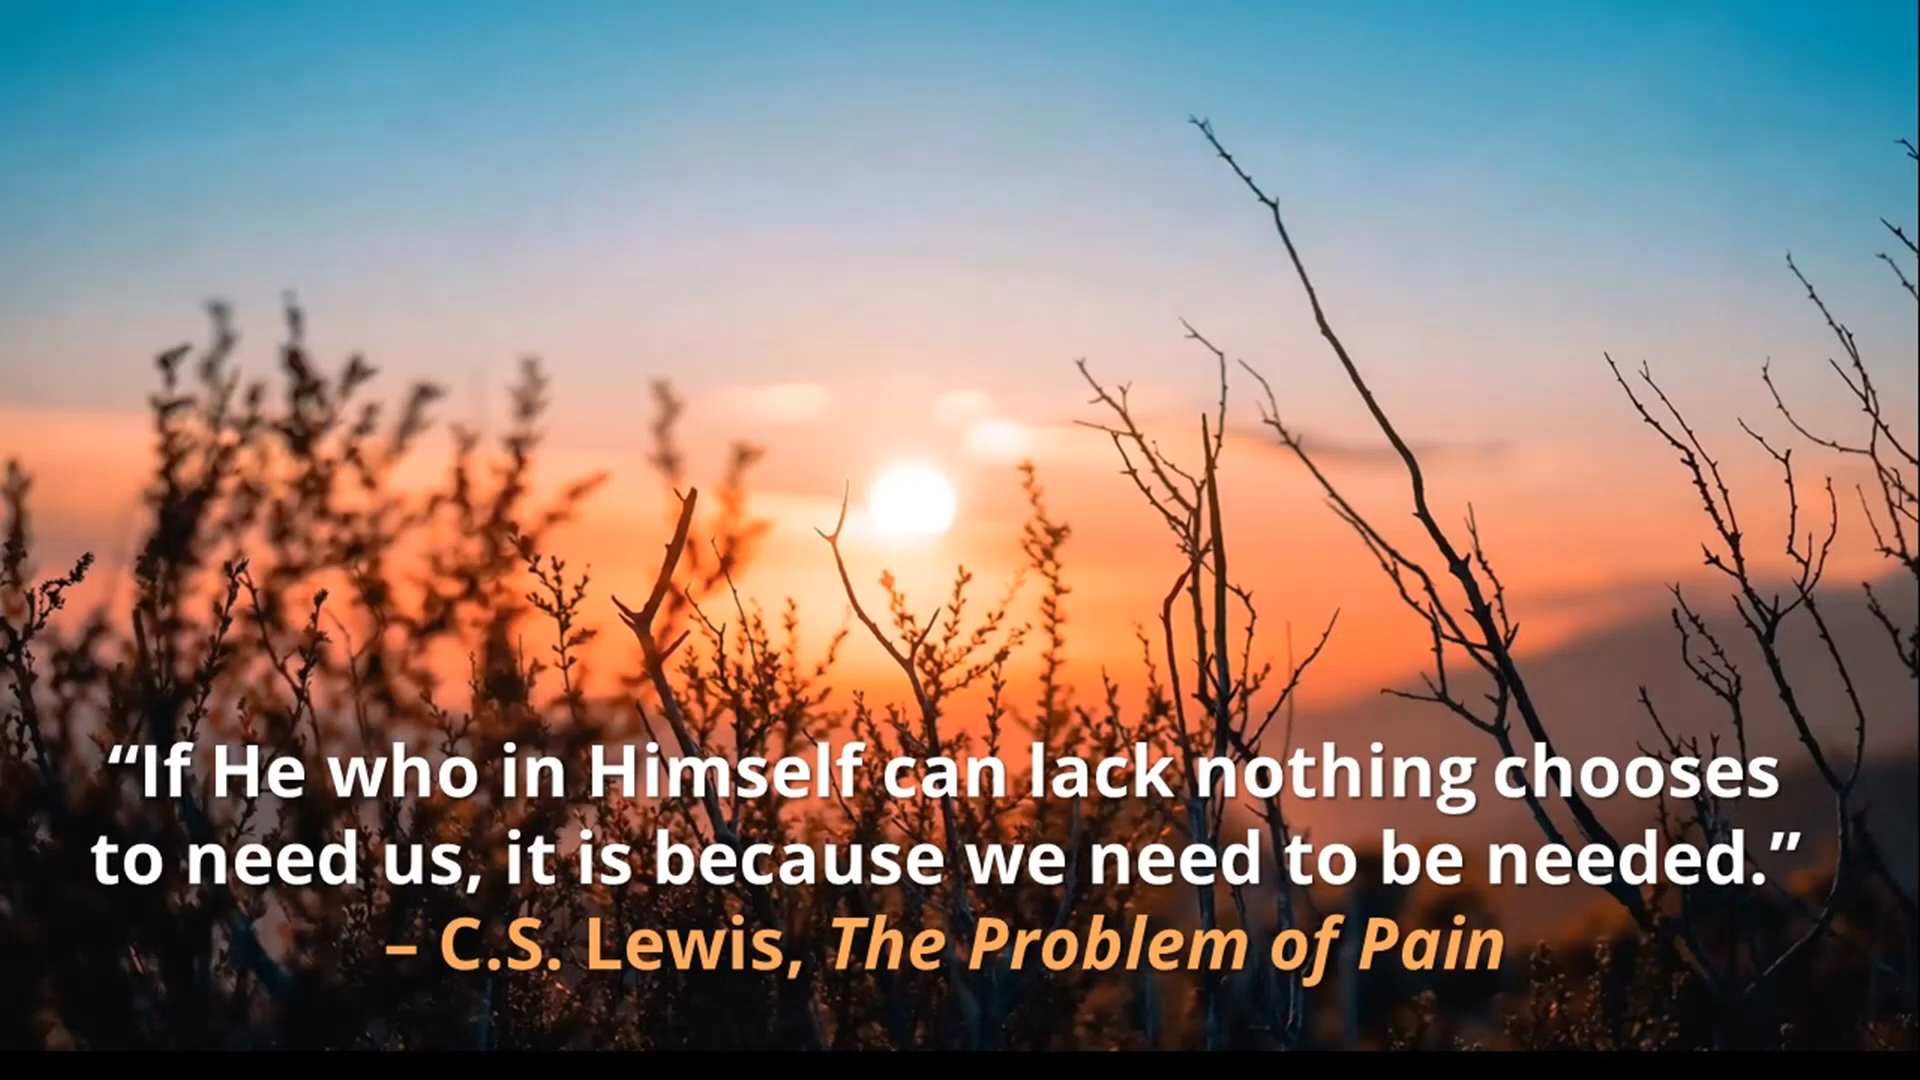 “If He who in Himself can lack nothing chooses
to need us, it is because we need to be needed.”
– C.S. Lewis, The Problem of Pain